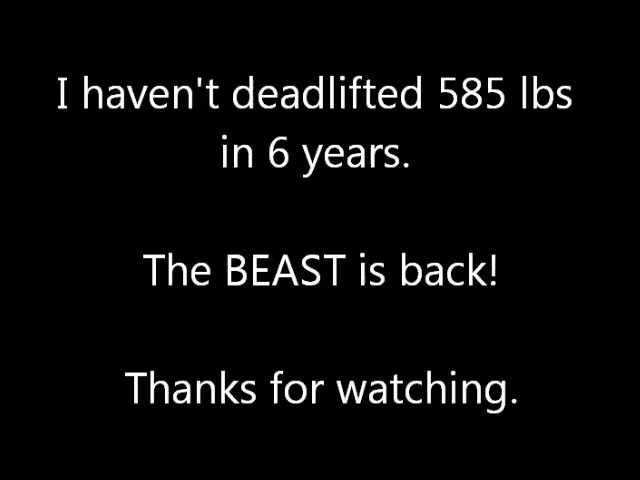 I haven't deadlifted 585 lbs
in 6 years.
The BEAST is back!
Thanks for watching.